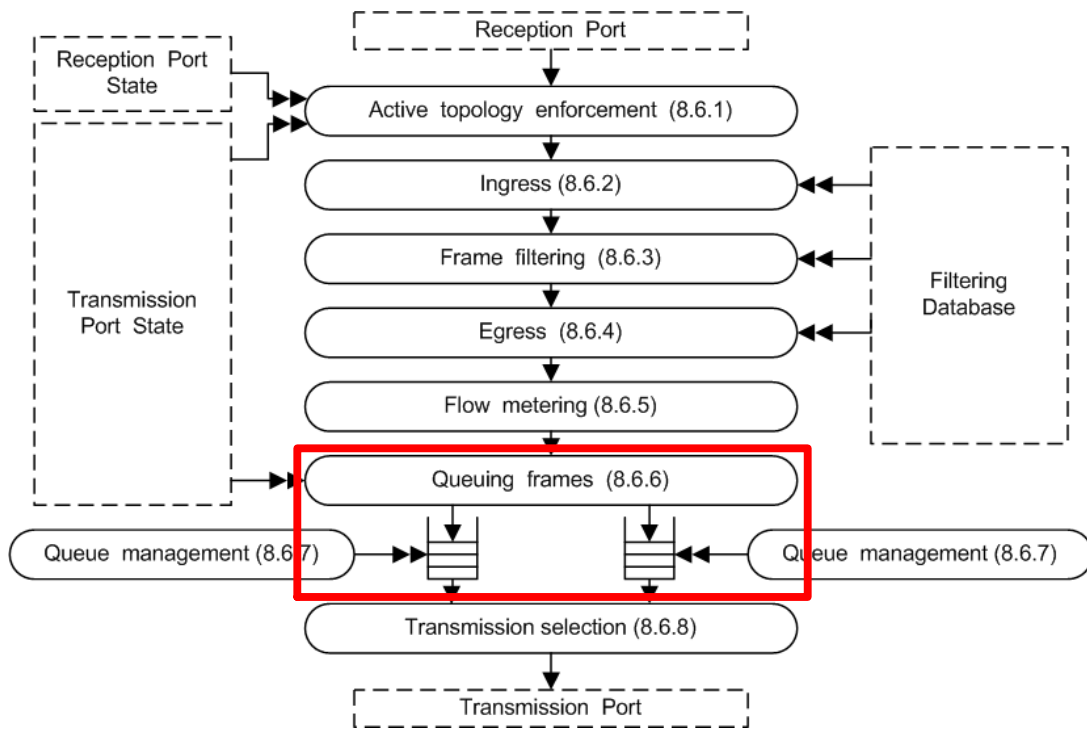 Reception Port
Reception Port
State
Active topology enforcement (8.6.1)
Ingress (8.6.2)
Frame filtering (8.6.3)
Transmission
Port State
Filtering
Database
Egress (8.6.4)
Flow metering (8.6.5)
Queuing frames (8.6.6)
Queue management (8.6.7)
Queue management (8.6.7)
Transmission selection (8.6.8)
Transmission Port